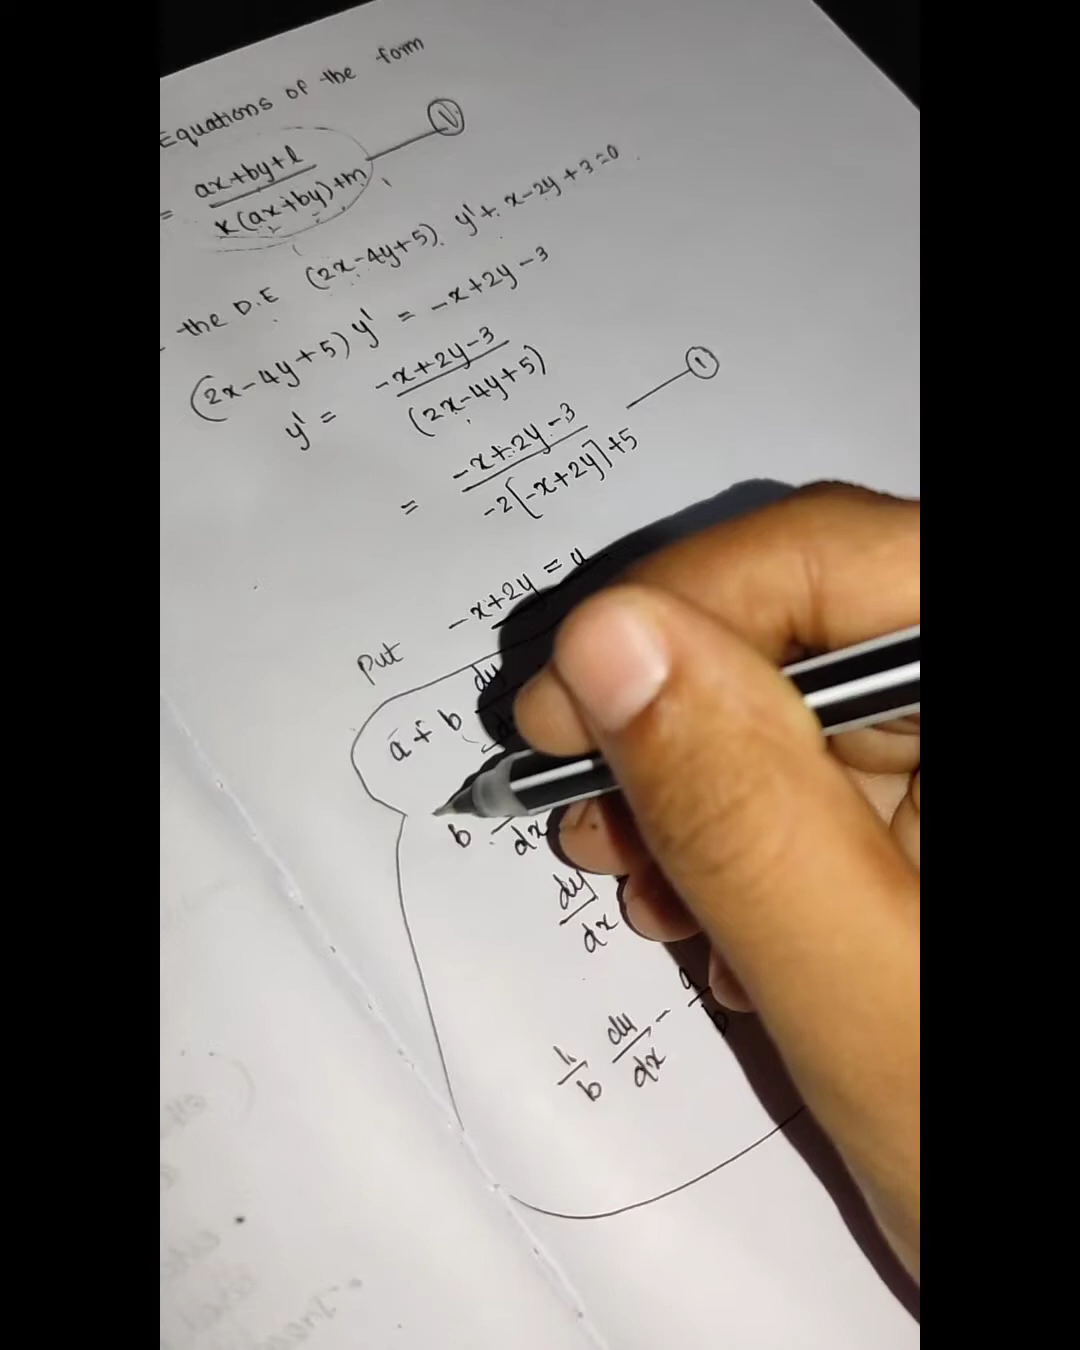 Equations of the form
= ax+by+l / k(ax+by)+m — 1
the D.E (2x-4y+5) y' + x-2y+3=0
(2x-4y+5) y' = -x+2y-3
y' = -x+2y-3 / (2x-4y+5)
= -x+2y-3 / -2[-x+2y]+5 — 1
Put -x+2y = u
a + b dy
b dx
dy/dx
1/b du/dx - a/b